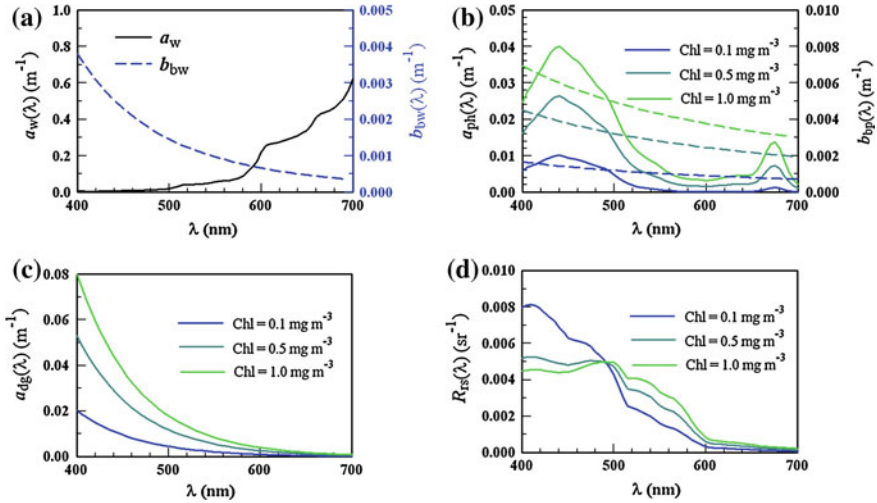 (a)
1.0
0.8
0.6
0.4
0.2
0.0
a_w(λ) (m⁻¹)
a_w
b_bw
0.005
0.004
0.003
0.002
0.001
0.000
b_bw(λ) (m⁻¹)
400 500 600 700
λ (nm)
(b)
0.05
0.04
0.03
0.02
0.01
0.00
a_ph(λ) (m⁻¹)
Chl = 0.1 mg m⁻³
Chl = 0.5 mg m⁻³
Chl = 1.0 mg m⁻³
0.010
0.008
0.006
0.004
0.002
0.000
b_bp(λ) (m⁻¹)
400 500 600 700
λ (nm)
(c)
0.08
0.06
0.04
0.02
0.00
a_dg(λ) (m⁻¹)
Chl = 0.1 mg m⁻³
Chl = 0.5 mg m⁻³
Chl = 1.0 mg m⁻³
400 500 600 700
λ (nm)
(d)
0.010
0.008
0.006
0.004
0.002
0.000
R_rs(λ) (sr⁻¹)
Chl = 0.1 mg m⁻³
Chl = 0.5 mg m⁻³
Chl = 1.0 mg m⁻³
400 500 600 700
λ (nm)